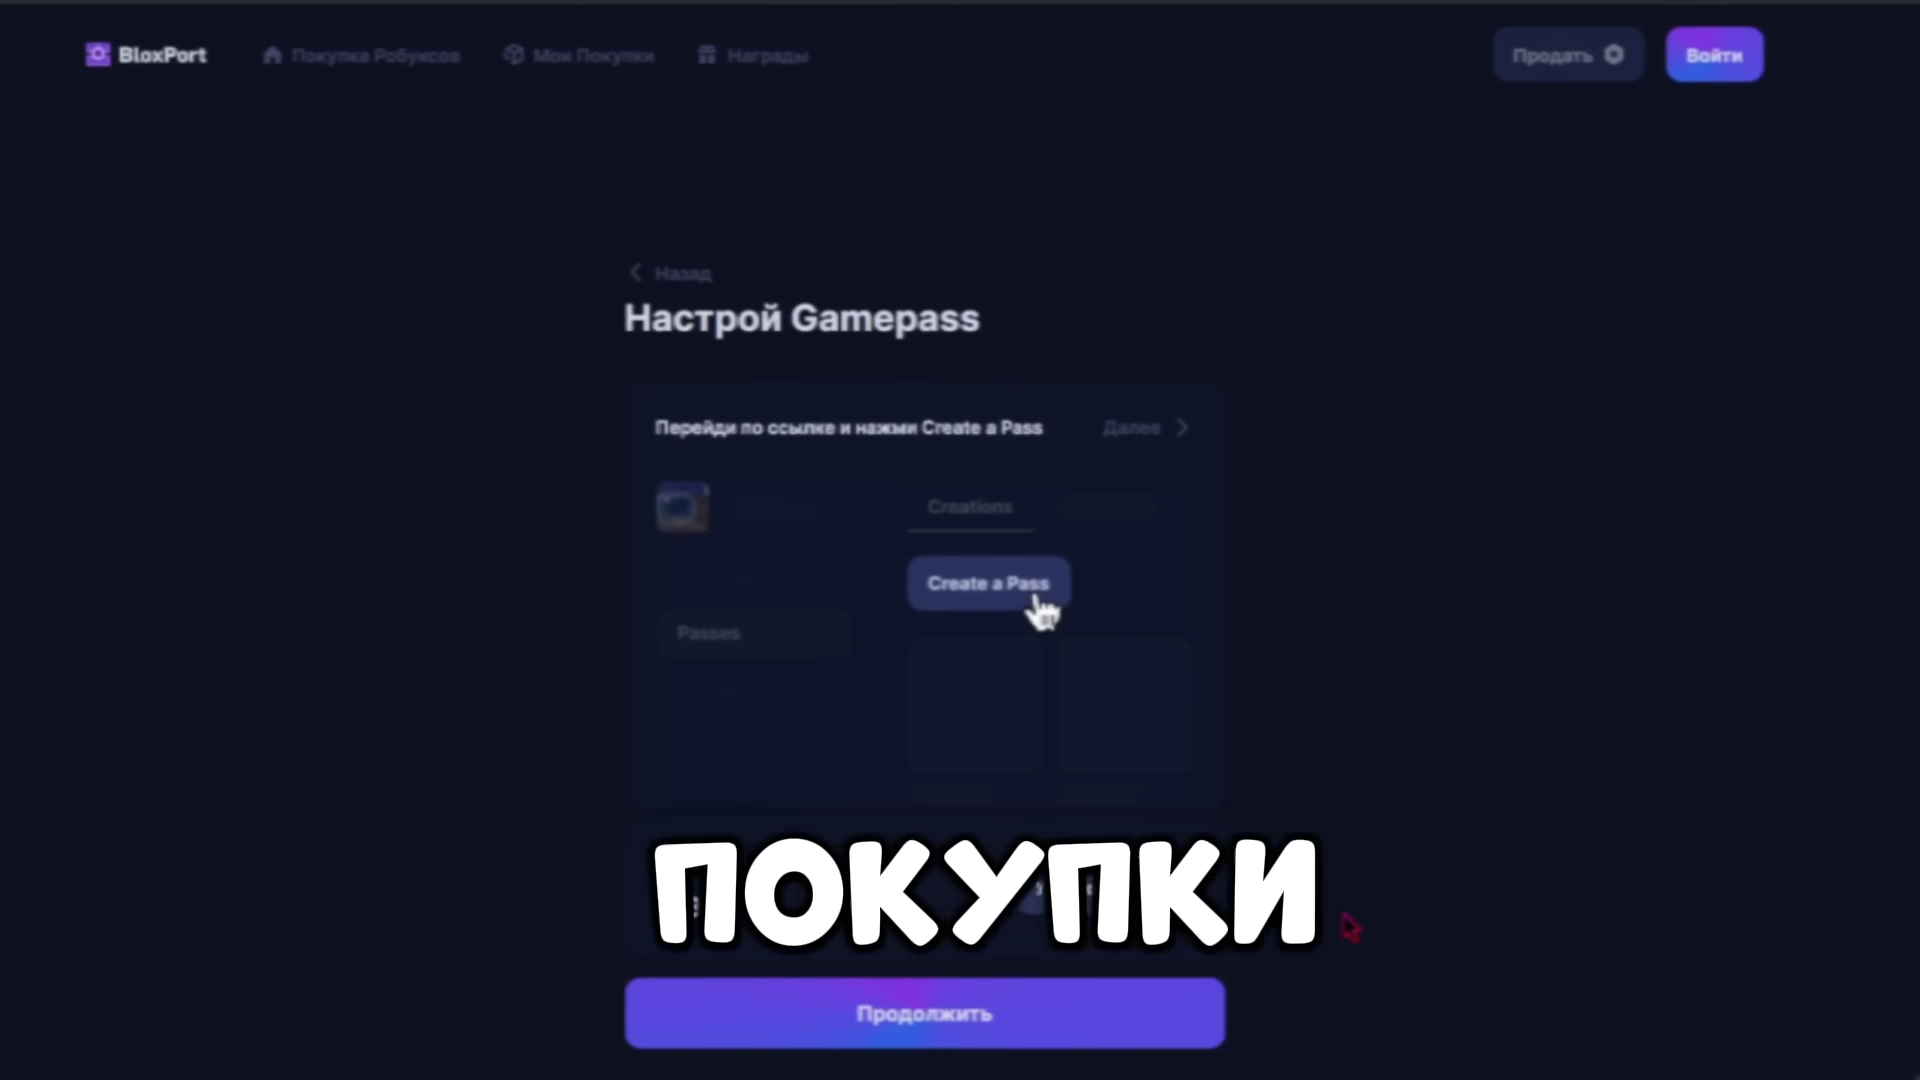 BloxPort
Покупка Робуксов
Мои Покупки
Награды
Продать
Войти
Назад
Настрой Gamepass
Перейди по ссылке и нажми Create a Pass
Далее
Creations
Create a Pass
Passes
ПОКУПКИ
Продолжить